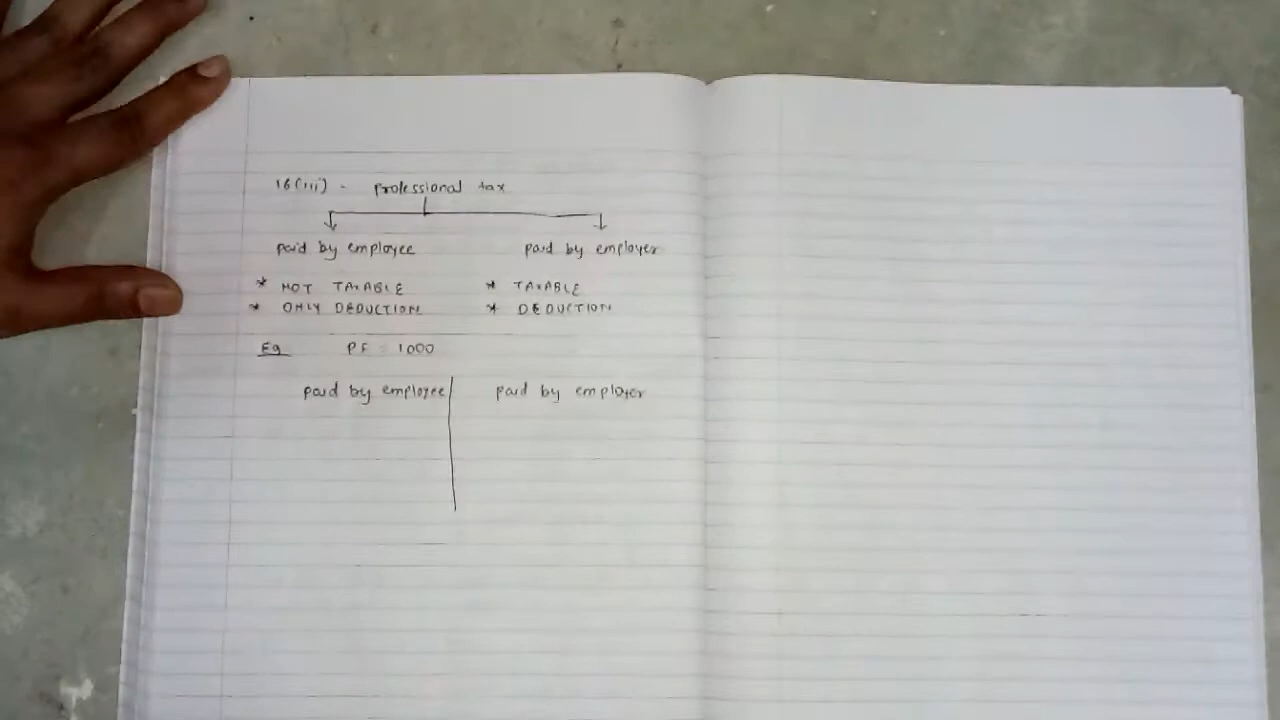 16(iii) - professional tax
paid by employee paid by employer
* NOT TAXABLE * TAXABLE
* ONLY DEDUCTION * DEDUCTION
Eg PF = 1000
paid by employee paid by employer